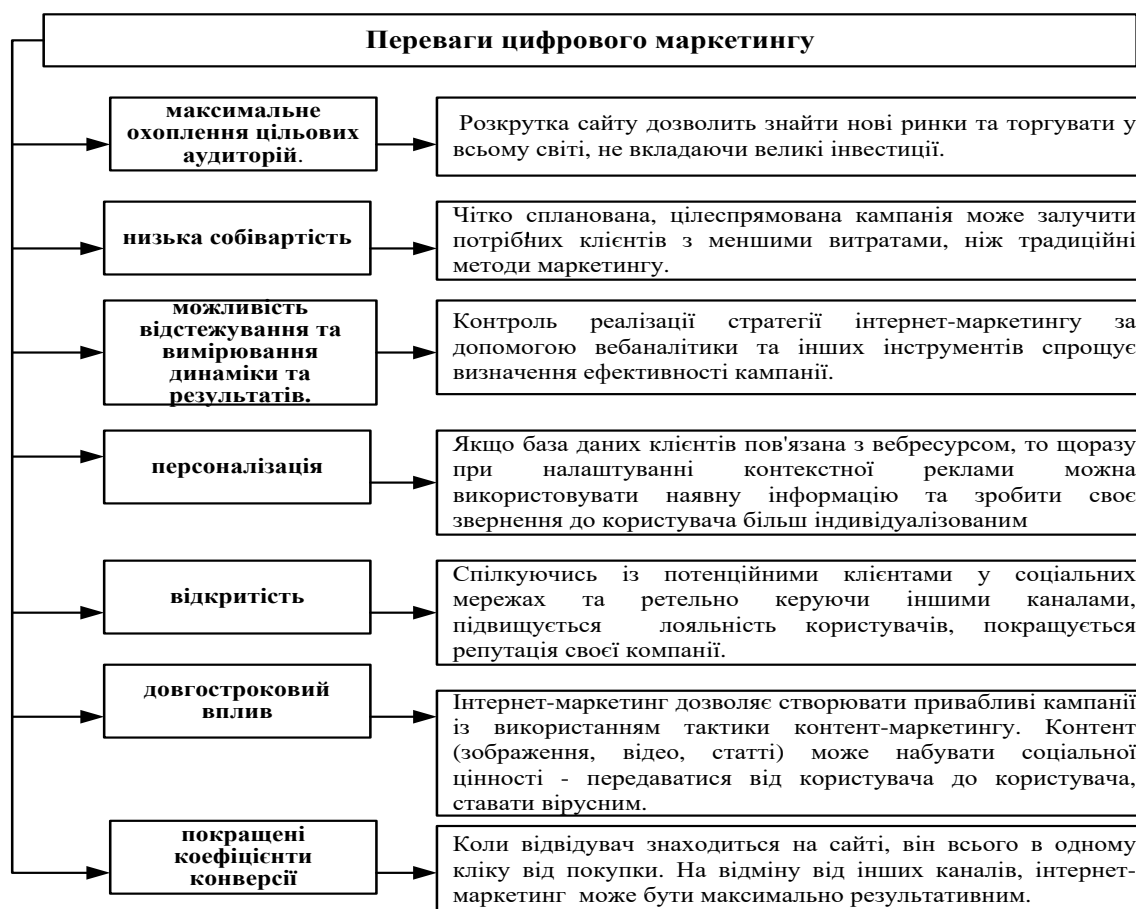 Переваги цифрового маркетингу
максимальне
охоплення цільових
аудиторій.
Розкрутка сайту дозволить знайти нові ринки та торгувати у
всьому світі, не вкладаючи великі інвестиції.
низька собівартість
Чітко спланована, цілеспрямована кампанія може залучити
потрібних клієнтів з меншими витратами, ніж традиційні
методи маркетингу.
можливість
відстежування та
вимірювання
динаміки та
результатів.
Контроль реалізації стратегії інтернет-маркетингу за
допомогою вебаналітики та інших інструментів спрощує
визначення ефективності кампанії.
персоналізація
Якщо база даних клієнтів пов'язана з вебресурсом, то щоразу
при налаштуванні контекстної реклами можна
використовувати наявну інформацію та зробити своє
звернення до користувача більш індивідуалізованим
відкритість
Спілкуючись із потенційними клієнтами у соціальних
мережах та ретельно керуючи іншими каналами,
підвищується лояльність користувачів, покращується
репутація своєї компанії.
довгостроковий
вплив
Інтернет-маркетинг дозволяє створювати привабливі кампанії
із використанням тактики контент-маркетингу. Контент
(зображення, відео, статті) може набувати соціальної
цінності - передаватися від користувача до користувача,
ставати вірусним.
покращені
коефіцієнти
конверсії
Коли відвідувач знаходиться на сайті, він всього в одному
кліку від покупки. На відміну від інших каналів, інтернет-
маркетинг може бути максимально результативним.